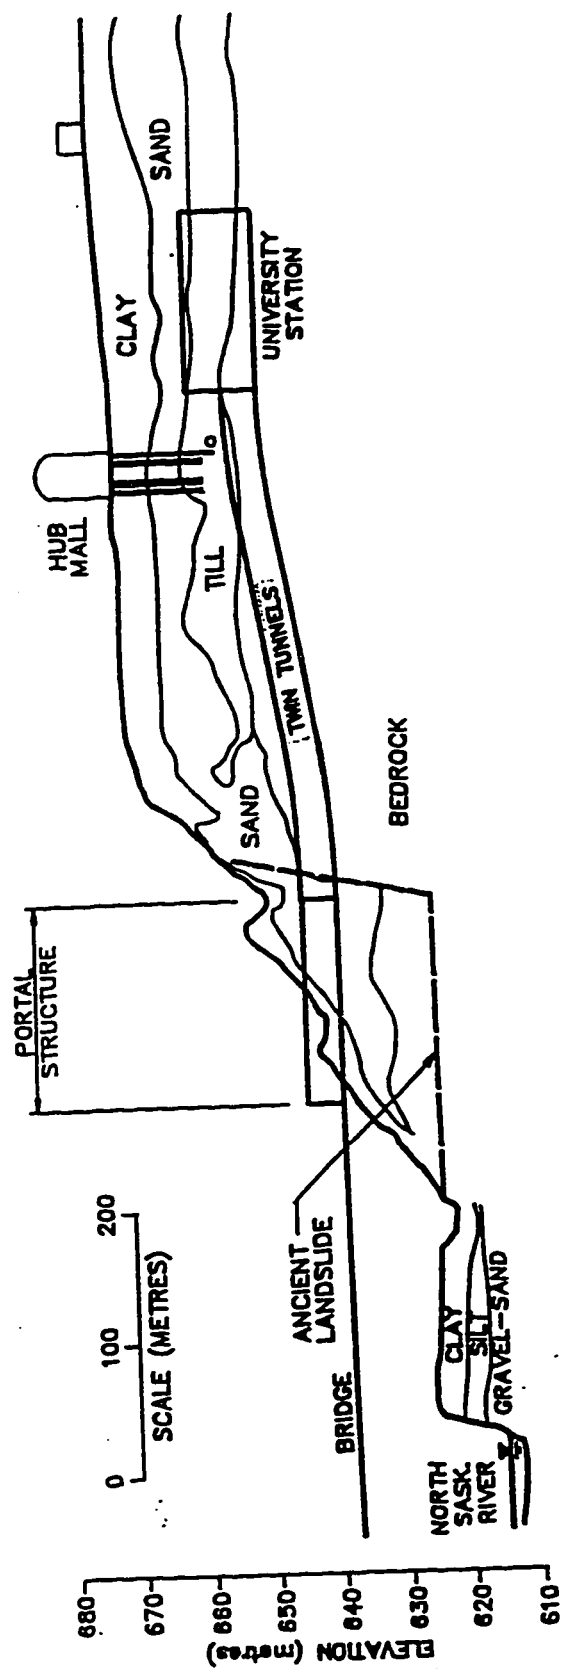 PORTAL
STRUCTURE
HUB
MALL
CLAY
SAND
TILL
SAND
UNIVERSITY
STATION
TWIN TUNNELS
BEDROCK
SCALE (METRES)
0 100 200
ANCIENT
LANDSLIDE
BRIDGE
NORTH
SASK.
RIVER
CLAY
SILT
GRAVEL-SAND
ELEVATION (metres)
680
670
660
650
640
630
620
610